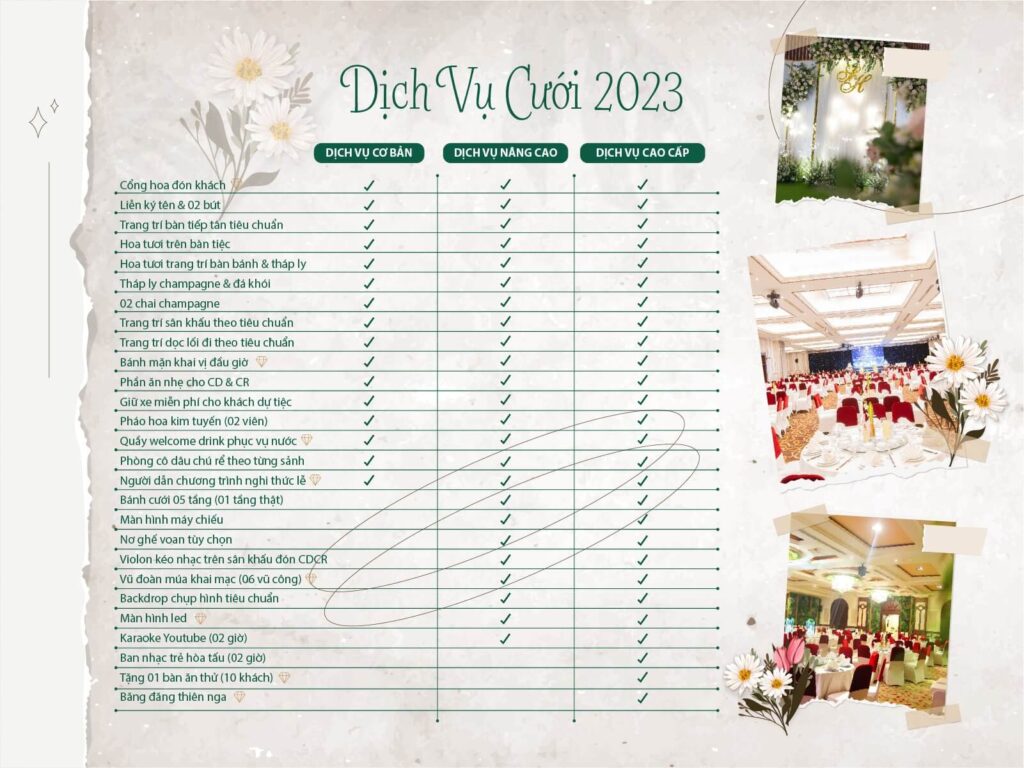 Dịch Vụ Cưới 2023
DỊCH VỤ CƠ BẢN DỊCH VỤ NÂNG CAO DỊCH VỤ CAO CẤP
Cổng hoa đón khách ✓ ✓ ✓
Liễn ký tên & 02 bút ✓ ✓ ✓
Trang trí bàn tiếp tân tiêu chuẩn ✓ ✓ ✓
Hoa tươi trên bàn tiệc ✓ ✓ ✓
Hoa tươi trang trí bàn bánh & tháp ly ✓ ✓ ✓
Tháp ly champagne & đá khói ✓ ✓ ✓
02 chai champagne ✓ ✓ ✓
Trang trí sân khấu theo tiêu chuẩn ✓ ✓ ✓
Trang trí dọc lối đi theo tiêu chuẩn ✓ ✓ ✓
Bánh mặn khai vị đầu giờ ✓ ✓ ✓
Phần ăn nhẹ cho CD & CR ✓ ✓ ✓
Giữ xe miễn phí cho khách dự tiệc ✓ ✓ ✓
Pháo hoa kim tuyến (02 viên) ✓ ✓ ✓
Quầy welcome drink phục vụ nước ✓ ✓ ✓
Phòng cô dâu chú rể theo từng sảnh ✓ ✓ ✓
Người dẫn chương trình nghi thức lễ ✓ ✓ ✓
Bánh cưới 05 tầng (01 tầng thật) ✓ ✓
Màn hình máy chiếu ✓ ✓
Nơ ghế voan tùy chọn ✓ ✓
Violon kéo nhạc trên sân khấu đón CDCR ✓ ✓
Vũ đoàn múa khai mạc (06 vũ công) ✓ ✓
Backdrop chụp hình tiêu chuẩn ✓ ✓
Màn hình led ✓ ✓
Karaoke Youtube (02 giờ) ✓ ✓
Ban nhạc trẻ hòa tấu (02 giờ) ✓
Tặng 01 bàn ăn thử (10 khách) ✓
Băng đăng thiên nga ✓